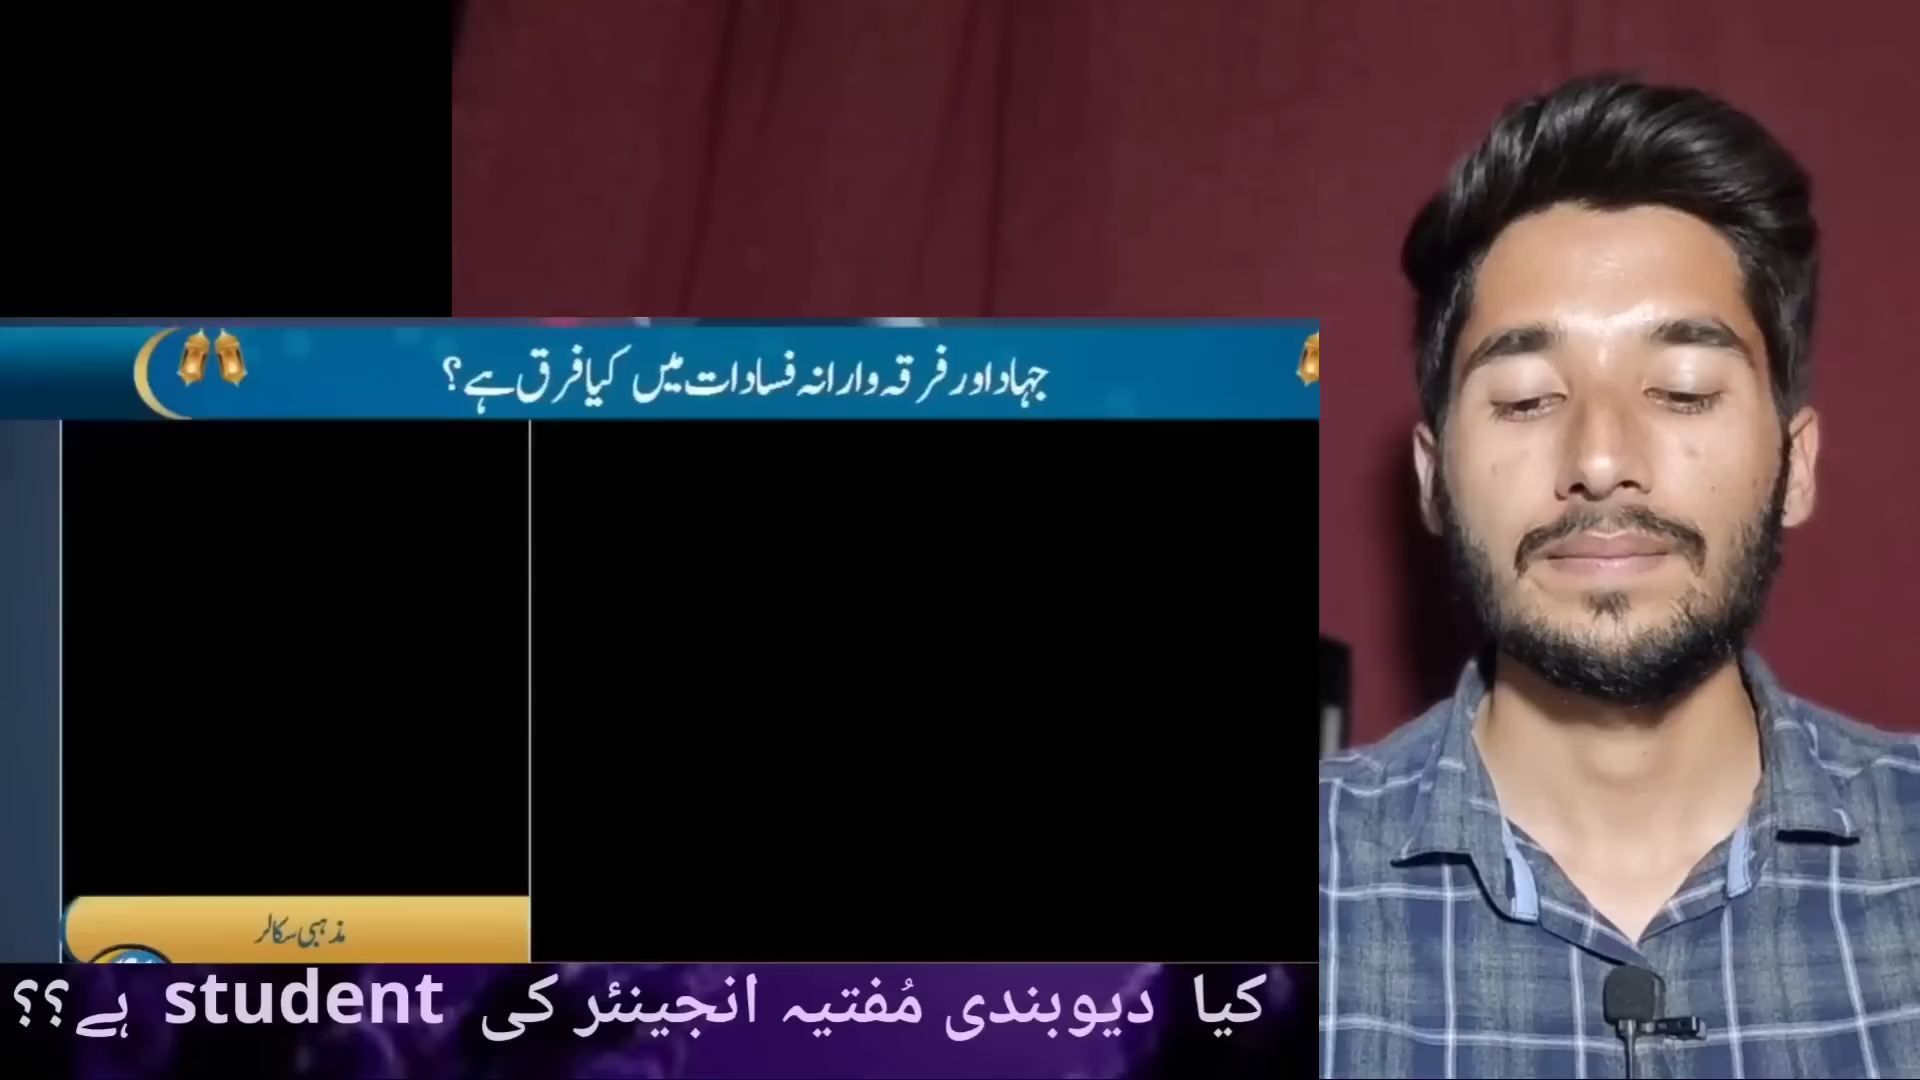 جہاد اور فرقہ وارانہ فسادات میں کیا فرق ہے؟
مذہبی سکالر
کیا دیوبندی مُفتیہ انجینئر کی student ہے؟؟